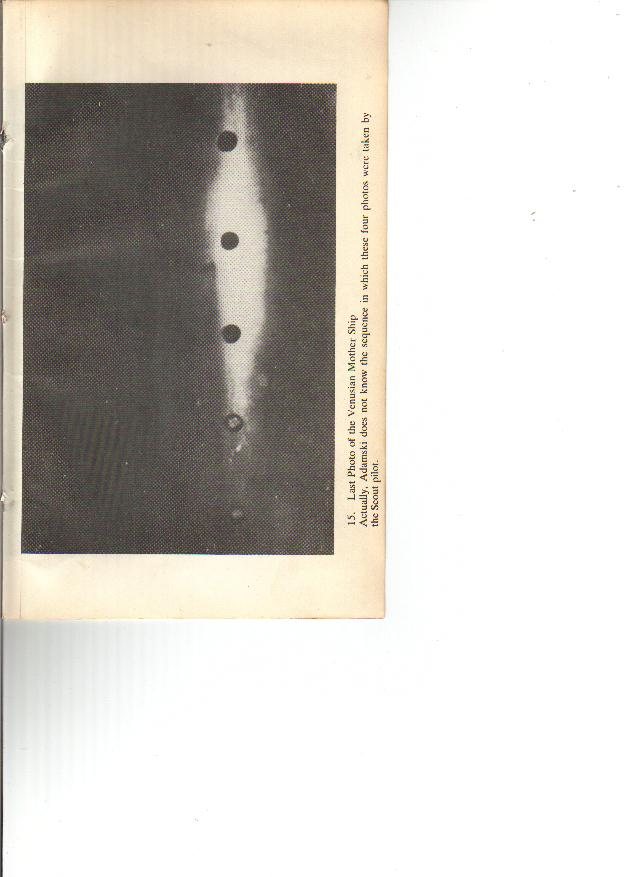 15. Last Photo of the Venusian Mother Ship
Actually, Adamski does not know the sequence in which these four photos were taken by
the Scout pilot.